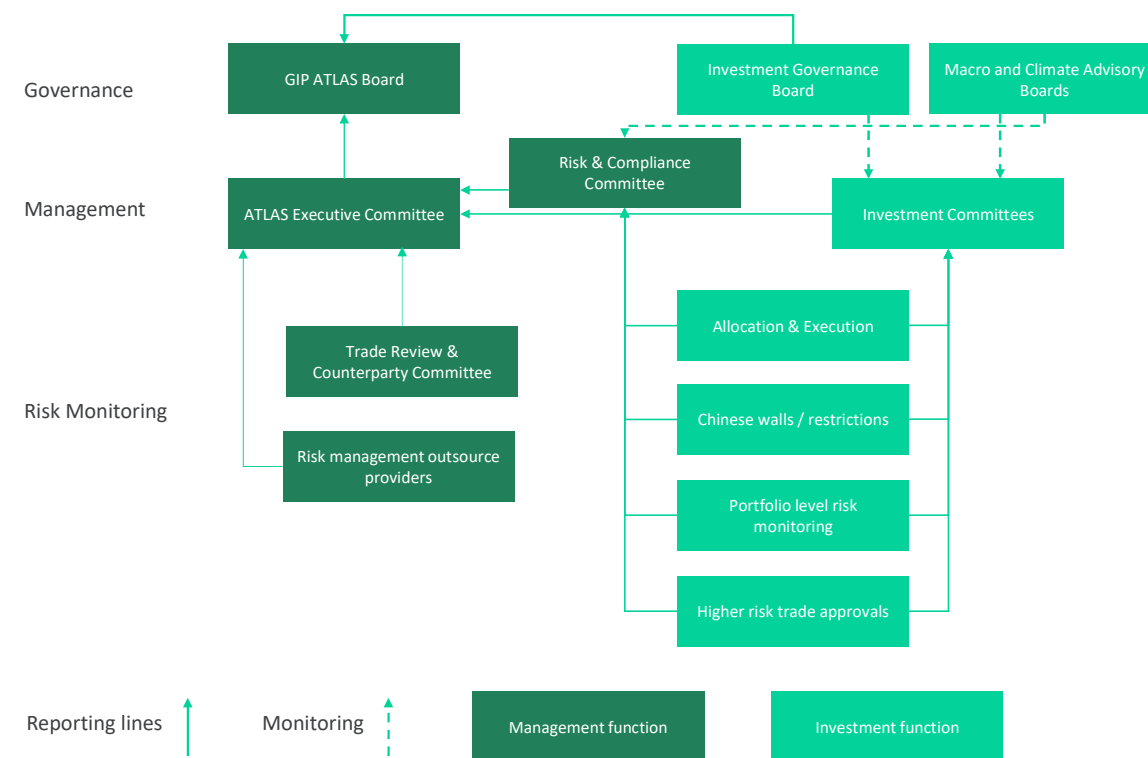 Governance
GIP ATLAS Board
Investment Governance
Board
Macro and Climate Advisory
Boards
Management
ATLAS Executive Committee
Risk & Compliance
Committee
Investment Committees
Risk Monitoring
Trade Review &
Counterparty Committee
Risk management outsource
providers
Allocation & Execution
Chinese walls / restrictions
Portfolio level risk
monitoring
Higher risk trade approvals
Reporting lines
Monitoring
Management function
Investment function